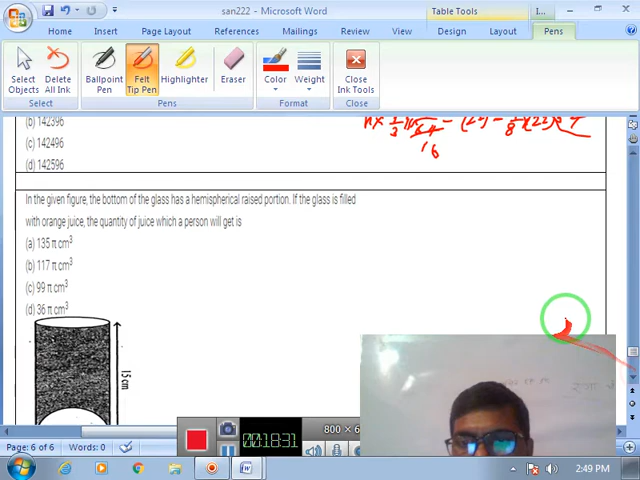 san222 - Microsoft Word
Table Tools
I...
Home
Insert
Page Layout
References
Mailings
Review
View
Design
Layout
Pens
Select Objects
Delete All Ink
Ballpoint Pen
Felt Tip Pen
Highlighter
Eraser
Color
Weight
Close Ink Tools
Select
Pens
Format
Close
(b) 142396
(c) 142496
(d) 142596
16
In the given figure, the bottom of the glass has a hemispherical raised portion. If the glass is filled
with orange juice, the quantity of juice which a person will get is
(a) 135 π cm³
(b) 117 π cm³
(c) 99 π cm³
(d) 36 π cm³
15 cm
800 x 6
00:18:31
Page: 6 of 6
Words: 0
2:49 PM